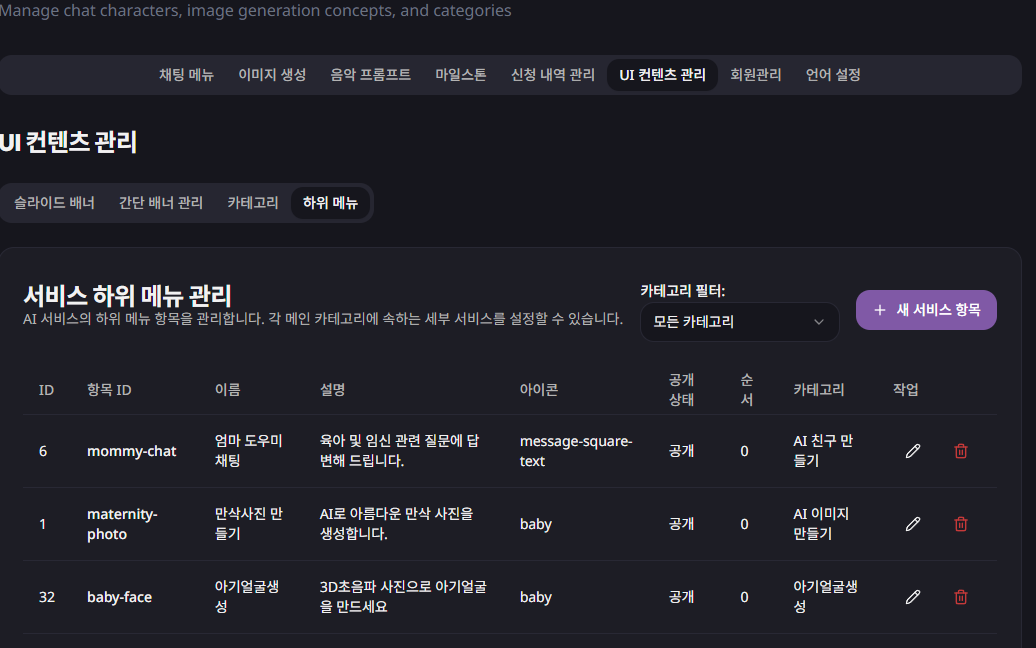 Manage chat characters, image generation concepts, and categories
채팅 메뉴 이미지 생성 음악 프롬프트 마일스톤 신청 내역 관리 UI 컨텐츠 관리 회원관리 언어 설정
UI 컨텐츠 관리
슬라이드 배너 간단 배너 관리 카테고리 하위 메뉴
서비스 하위 메뉴 관리
AI 서비스의 하위 메뉴 항목을 관리합니다. 각 메인 카테고리에 속하는 세부 서비스를 설정할 수 있습니다.
카테고리 필터:
모든 카테고리
+ 새 서비스 항목
ID 항목 ID 이름 설명 아이콘 공개 상태 순서 카테고리 작업
6 mommy-chat 엄마 도우미 채팅 육아 및 임신 관련 질문에 답변해 드립니다. message-square-text 공개 0 AI 친구 만들기
1 maternity-photo 만삭사진 만들기 AI로 아름다운 만삭 사진을 생성합니다. baby 공개 0 AI 이미지 만들기
32 baby-face 아기얼굴생성 3D초음파 사진으로 아기얼굴을 만드세요 baby 공개 0 아기얼굴생성